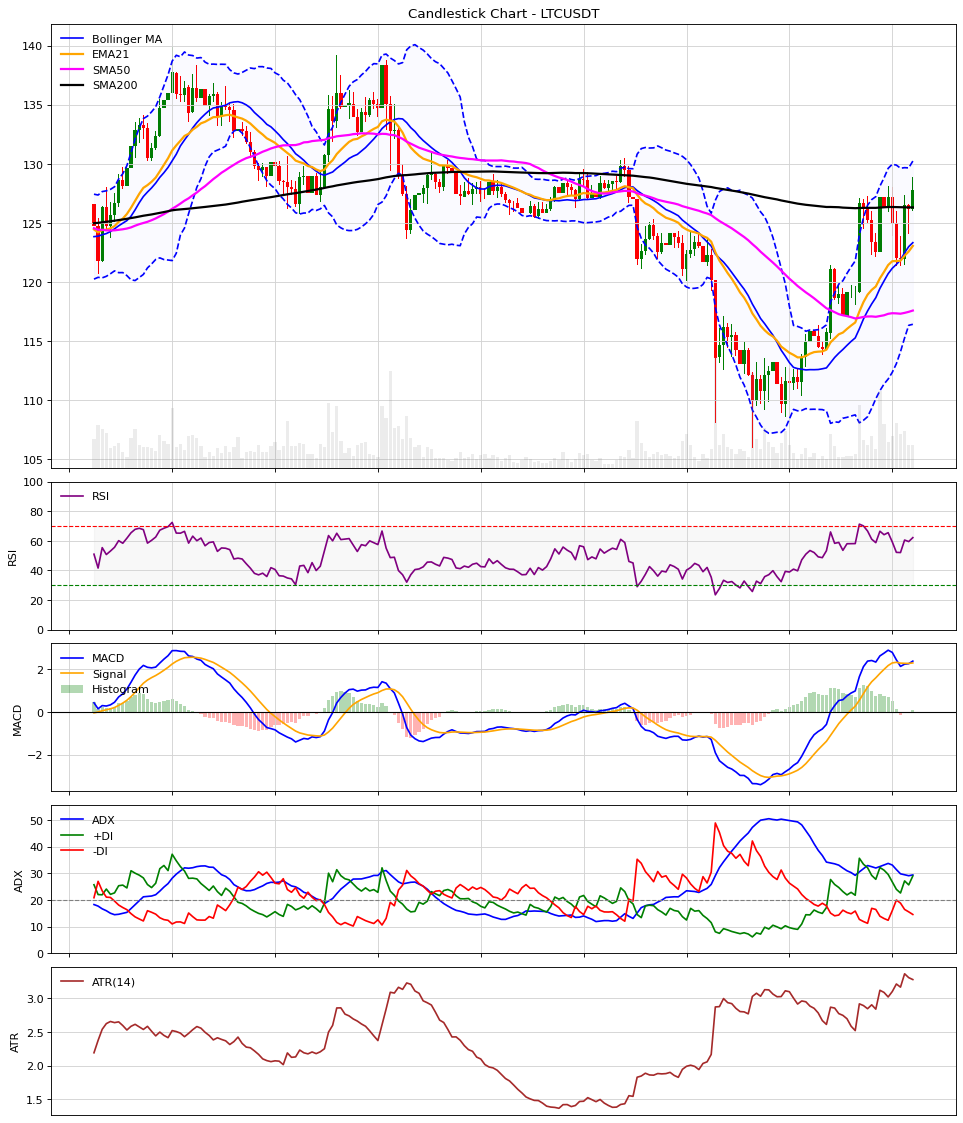 Candlestick Chart - LTCUSDT
Bollinger MA
EMA21
SMA50
SMA200
140
135
130
125
120
115
110
105
RSI
100
80
60
40
20
0
RSI
MACD
Signal
Histogram
2
0
−2
MACD
ADX
+DI
-DI
50
40
30
20
10
0
ADX
ATR(14)
3.0
2.5
2.0
1.5
ATR